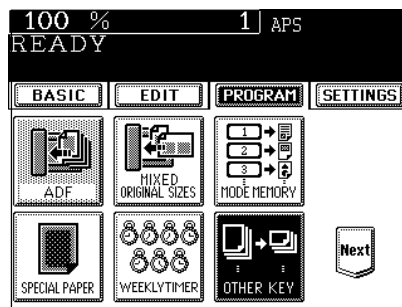 100 % 1 APS
READY
BASIC EDIT PROGRAM SETTINGS
1
2
3
ADF
MIXED
ORIGINAL SIZES
MODE MEMORY
Next
SPECIAL PAPER WEEKLYTIMER OTHER KEY